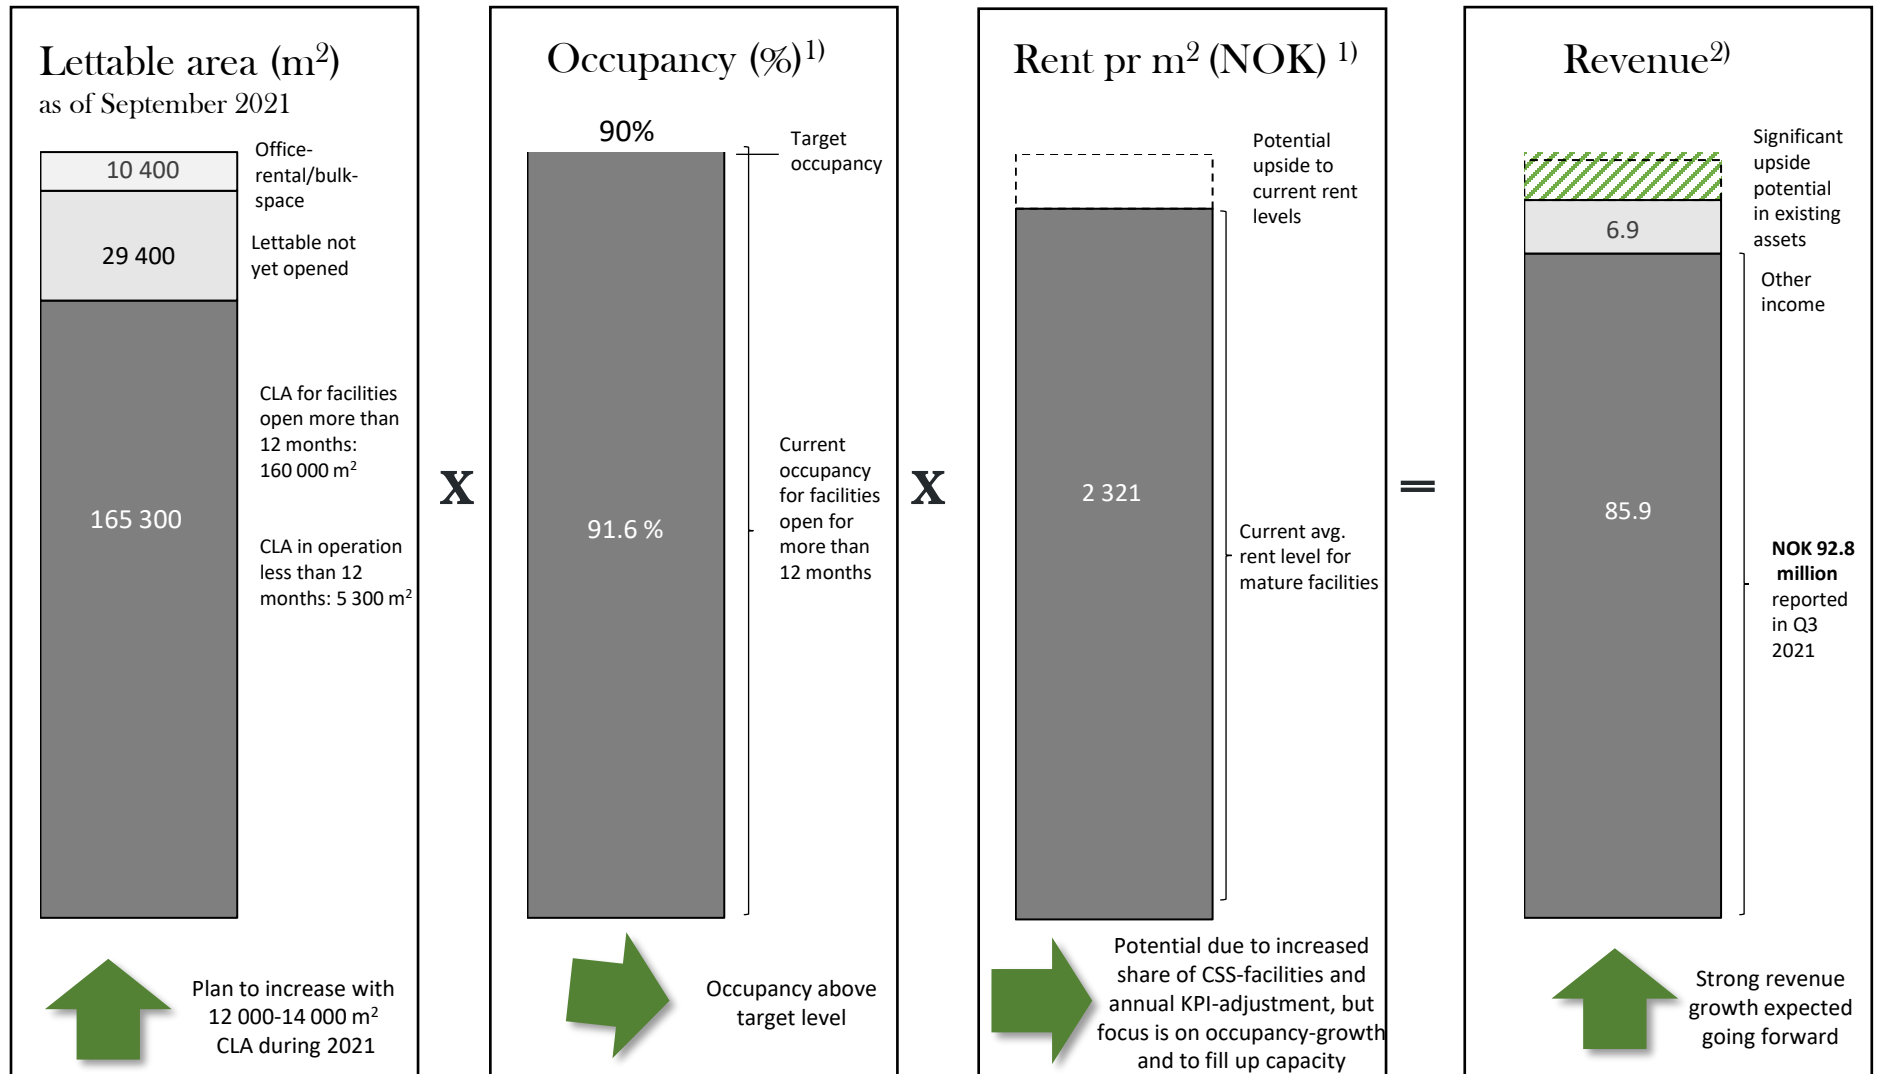 Lettable area (m²)
as of September 2021
10 400
Office-
rental/bulk-
space
29 400
Lettable not
yet opened
165 300
CLA for facilities
open more than
12 months:
160 000 m²
CLA in operation
less than 12
months: 5 300 m²
Plan to increase with
12 000-14 000 m²
CLA during 2021
x
Occupancy (%)¹⁾
90%
Target
occupancy
91.6 %
Current
occupancy
for facilities
open for
more than
12 months
Occupancy above
target level
x
Rent pr m² (NOK) ¹⁾
Potential
upside to
current rent
levels
2 321
Current avg.
rent level for
mature facilities
Potential due to increased
share of CSS-facilities and
annual KPI-adjustment, but
focus is on occupancy-growth
and to fill up capacity
=
Revenue²⁾
Significant
upside
potential
in existing
assets
6.9
Other
income
85.9
NOK 92.8
million
reported
in Q3
2021
Strong revenue
growth expected
going forward